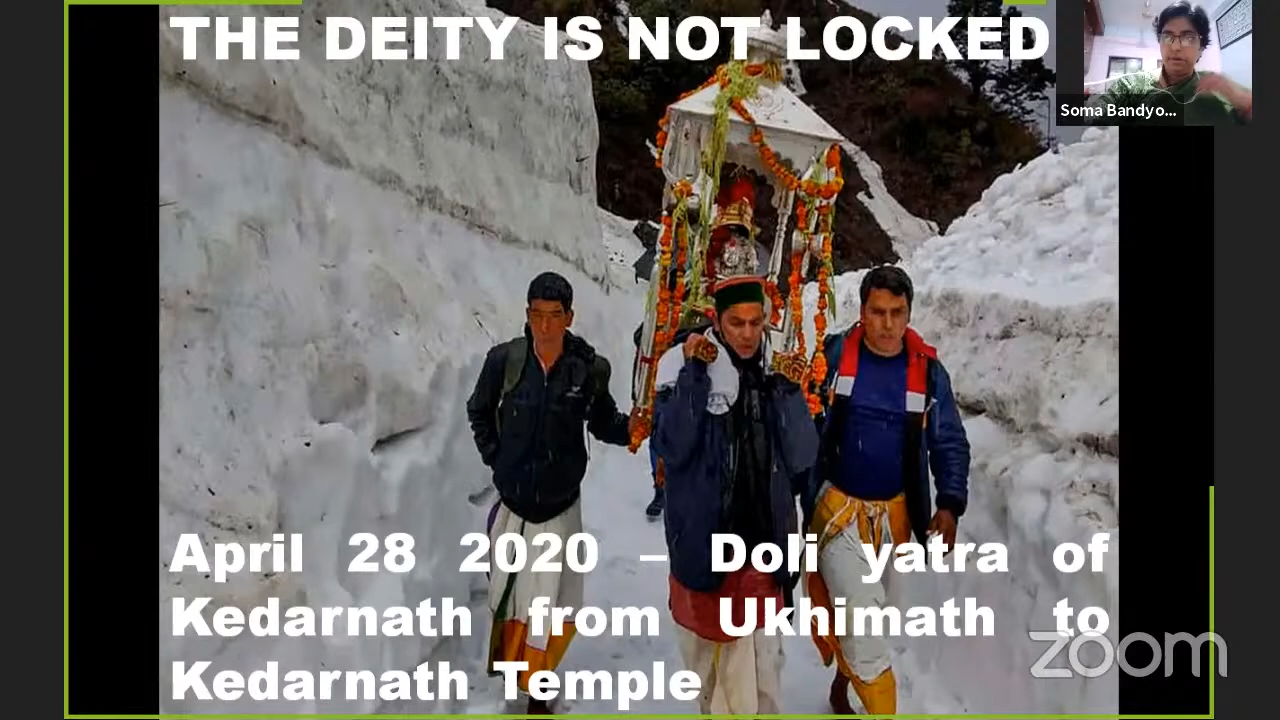 THE DEITY IS NOT LOCKED
Soma Bandyo...
April 28 2020 – Doli yatra of
Kedarnath from Ukhimath to
Kedarnath Temple
zoom